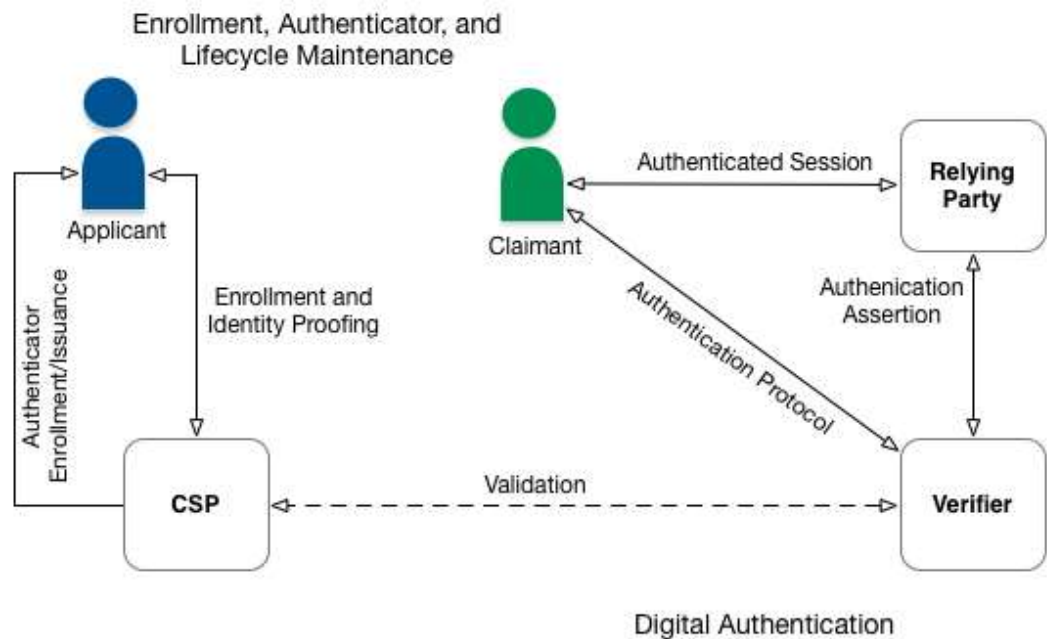 Enrollment, Authenticator, and
Lifecycle Maintenance
Applicant
Claimant
Authenticated Session
Relying
Party
Authenticator
Enrollment/Issuance
Enrollment and
Identity Proofing
Authentication Protocol
Authenication
Assertion
CSP
Validation
Verifier
Digital Authentication